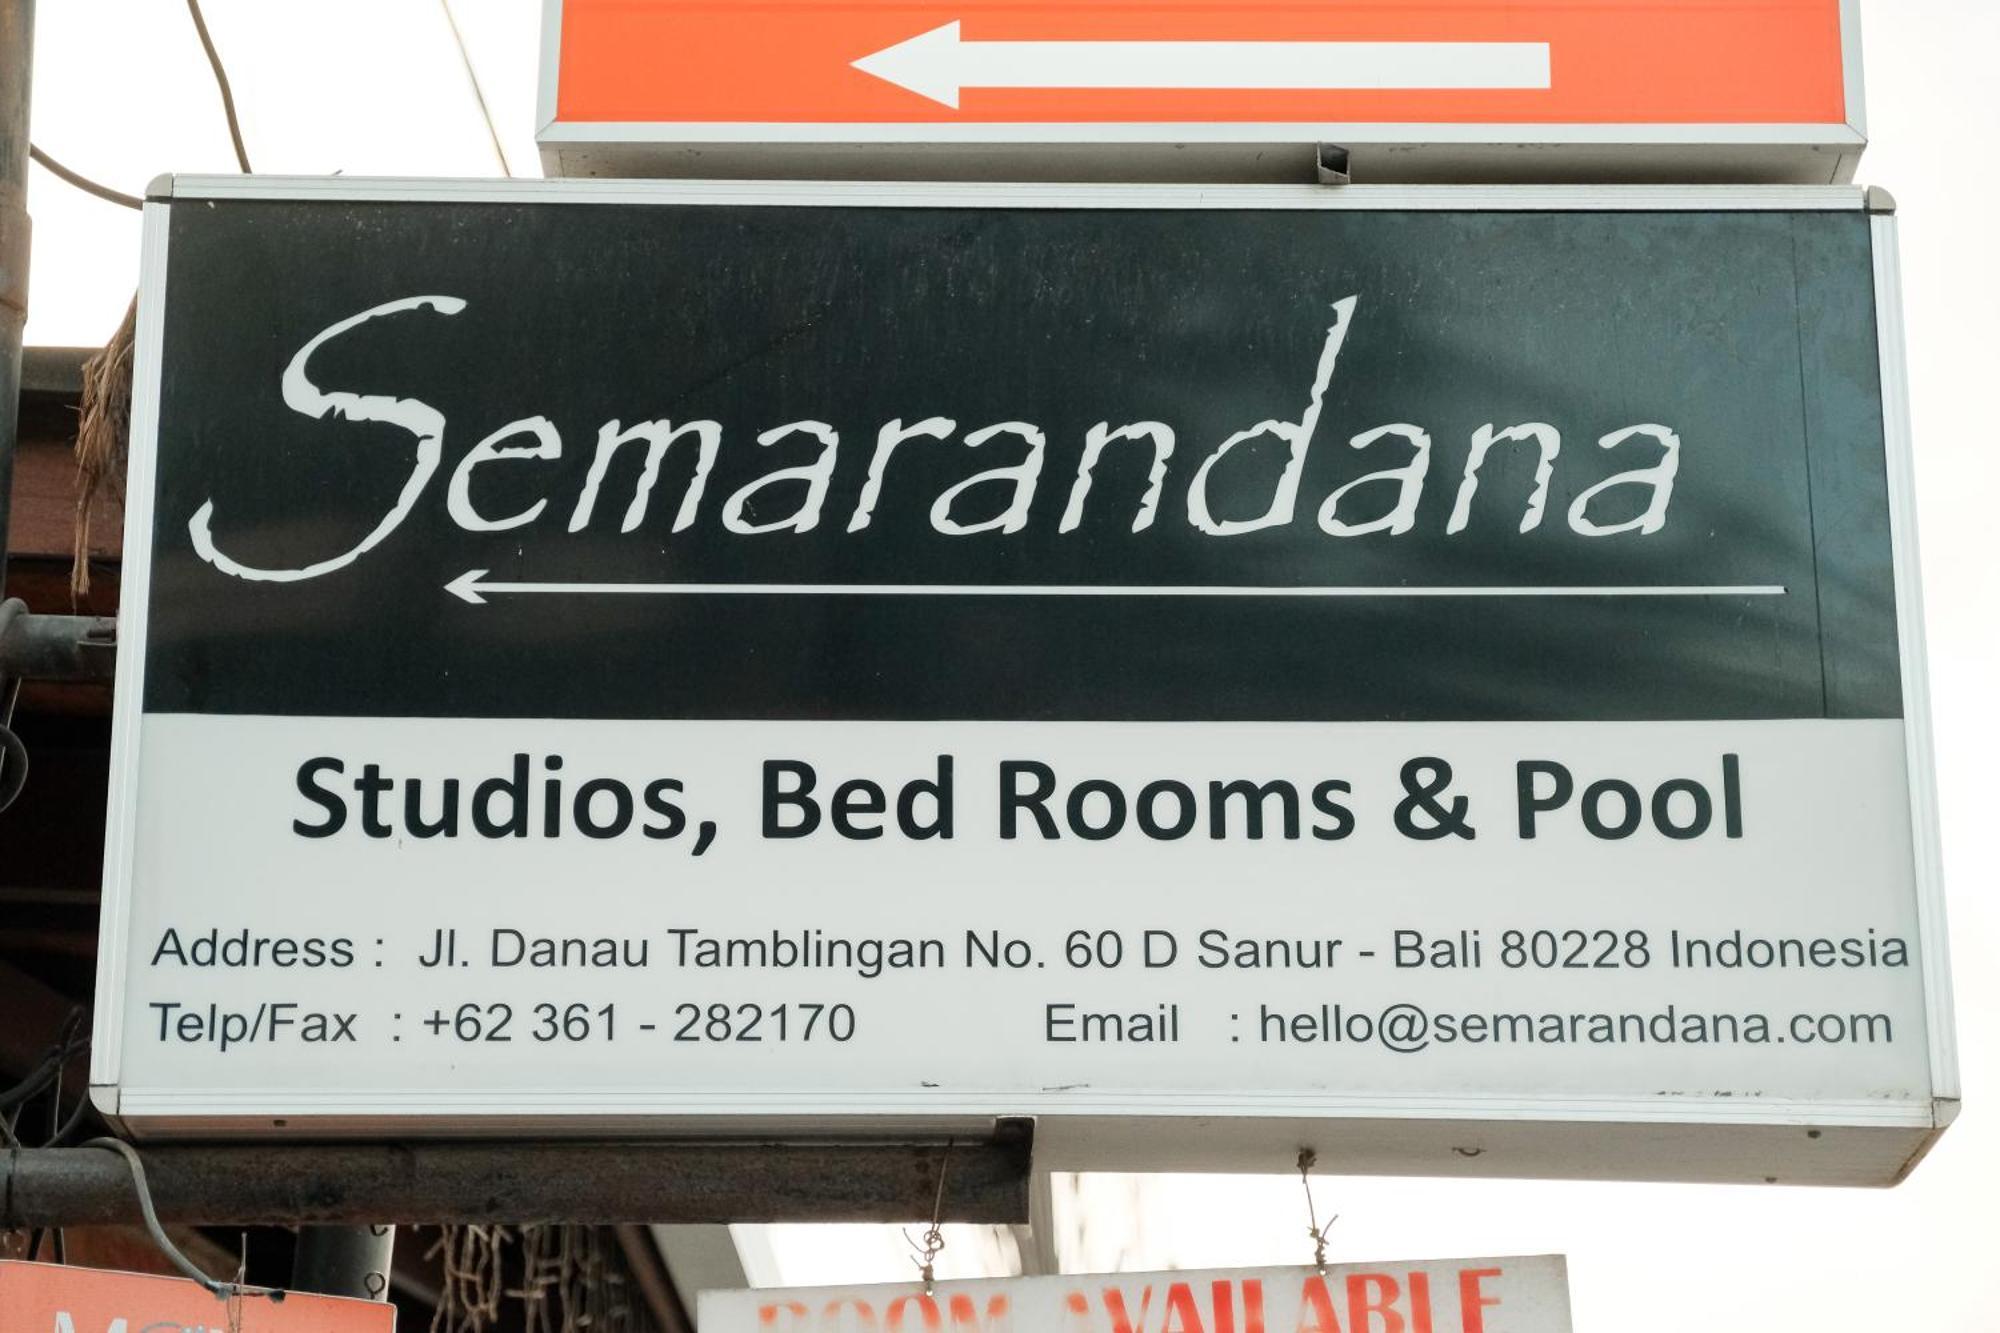 Semarandana
Studios, Bed Rooms & Pool
Address : Jl. Danau Tamblingan No. 60 D Sanur - Bali 80228 Indonesia
Telp/Fax : +62 361 - 282170 Email : hello@semarandana.com
ROOM AVAILABLE